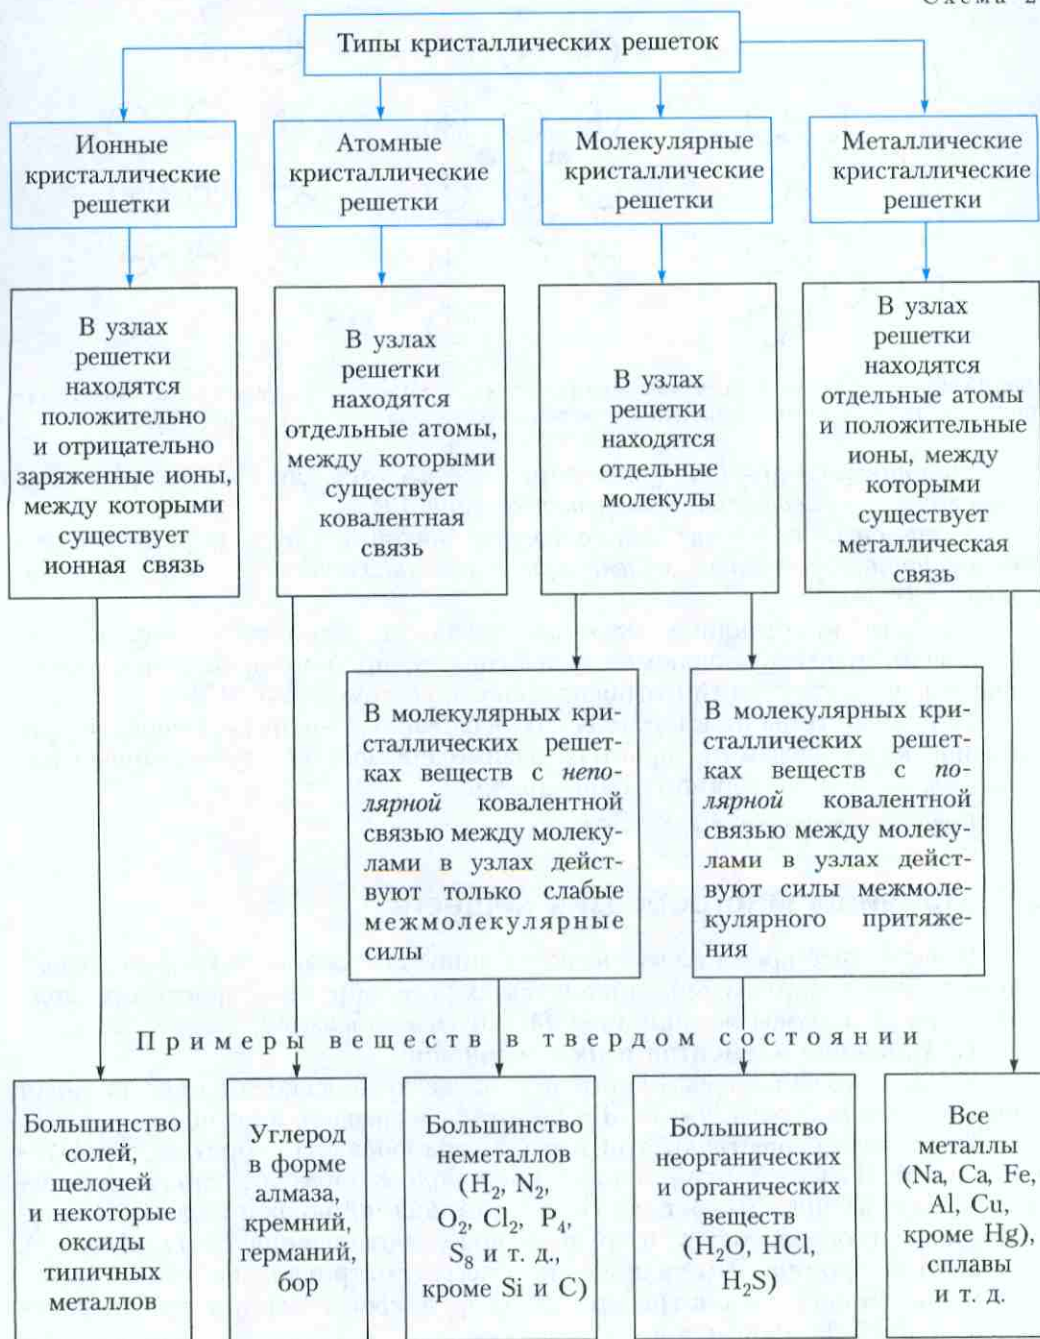 Схема 2
Типы кристаллических решеток
Ионные
кристаллические
решетки
Атомные
кристаллические
решетки
Молекулярные
кристаллические
решетки
Металлические
кристаллические
решетки
В узлах
решетки
находятся
положительно
и отрицательно
заряженные ионы,
между которыми
существует
ионная связь
В узлах
решетки
находятся
отдельные атомы,
между которыми
существует
ковалентная
связь
В узлах
решетки
находятся
отдельные
молекулы
В узлах
решетки
находятся
отдельные атомы
и положительные
ионы, между
которыми
существует
металлическая
связь
В молекулярных кри-
сталлических решет-
ках веществ с непо-
лярной ковалентной
связью между молеку-
лами в узлах дейст-
вуют только слабые
межмолекулярные
силы
В молекулярных кри-
сталлических решет-
ках веществ с по-
лярной ковалентной
связью между молеку-
лами в узлах дейст-
вуют силы межмоле-
кулярного притяже-
ния
Примеры веществ в твердом состоянии
Большинство
солей,
щелочей
и некоторые
оксиды
типичных
металлов
Углерод
в форме
алмаза,
кремний,
германий,
бор
Большинство
неметаллов
(H₂, N₂,
O₂, Cl₂, P₄,
S₈ и т. д.,
кроме Si и C)
Большинство
неорганических
и органических
веществ
(H₂O, HCl,
H₂S)
Все
металлы
(Na, Ca, Fe,
Al, Cu,
кроме Hg),
сплавы
и т. д.